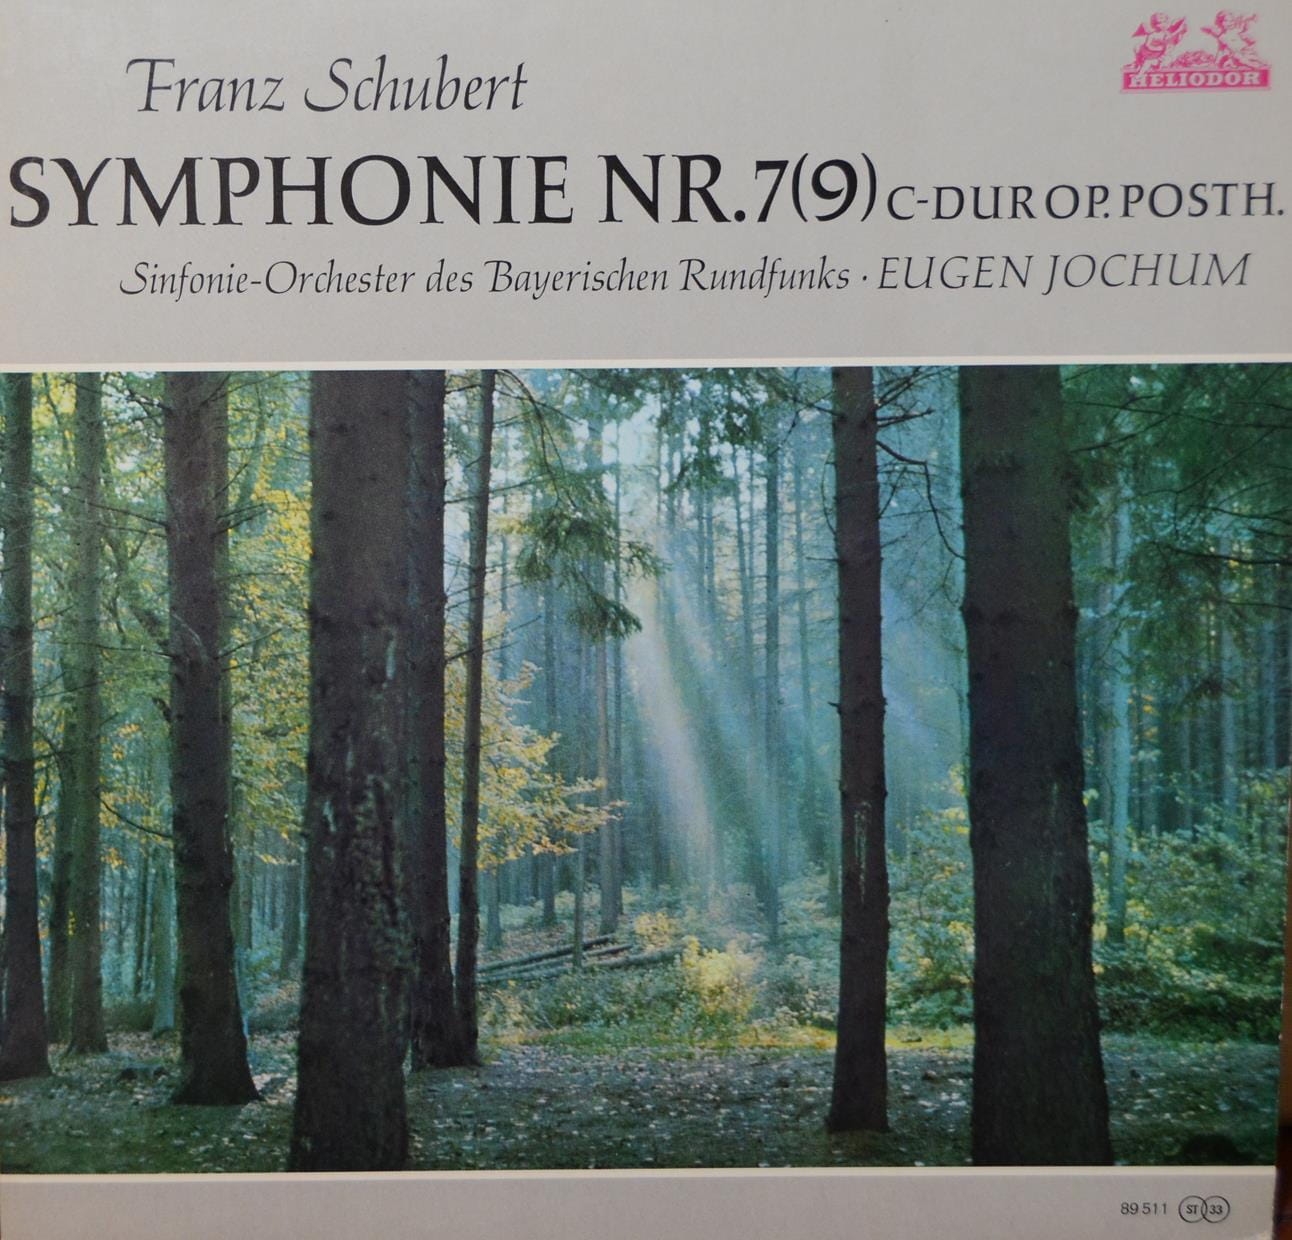 HELIODOR
Franz Schubert
SYMPHONIE NR.7(9) C-DUR OP. POSTH.
Sinfonie-Orchester des Bayerischen Rundfunks · EUGEN JOCHUM
89 511 ST 33